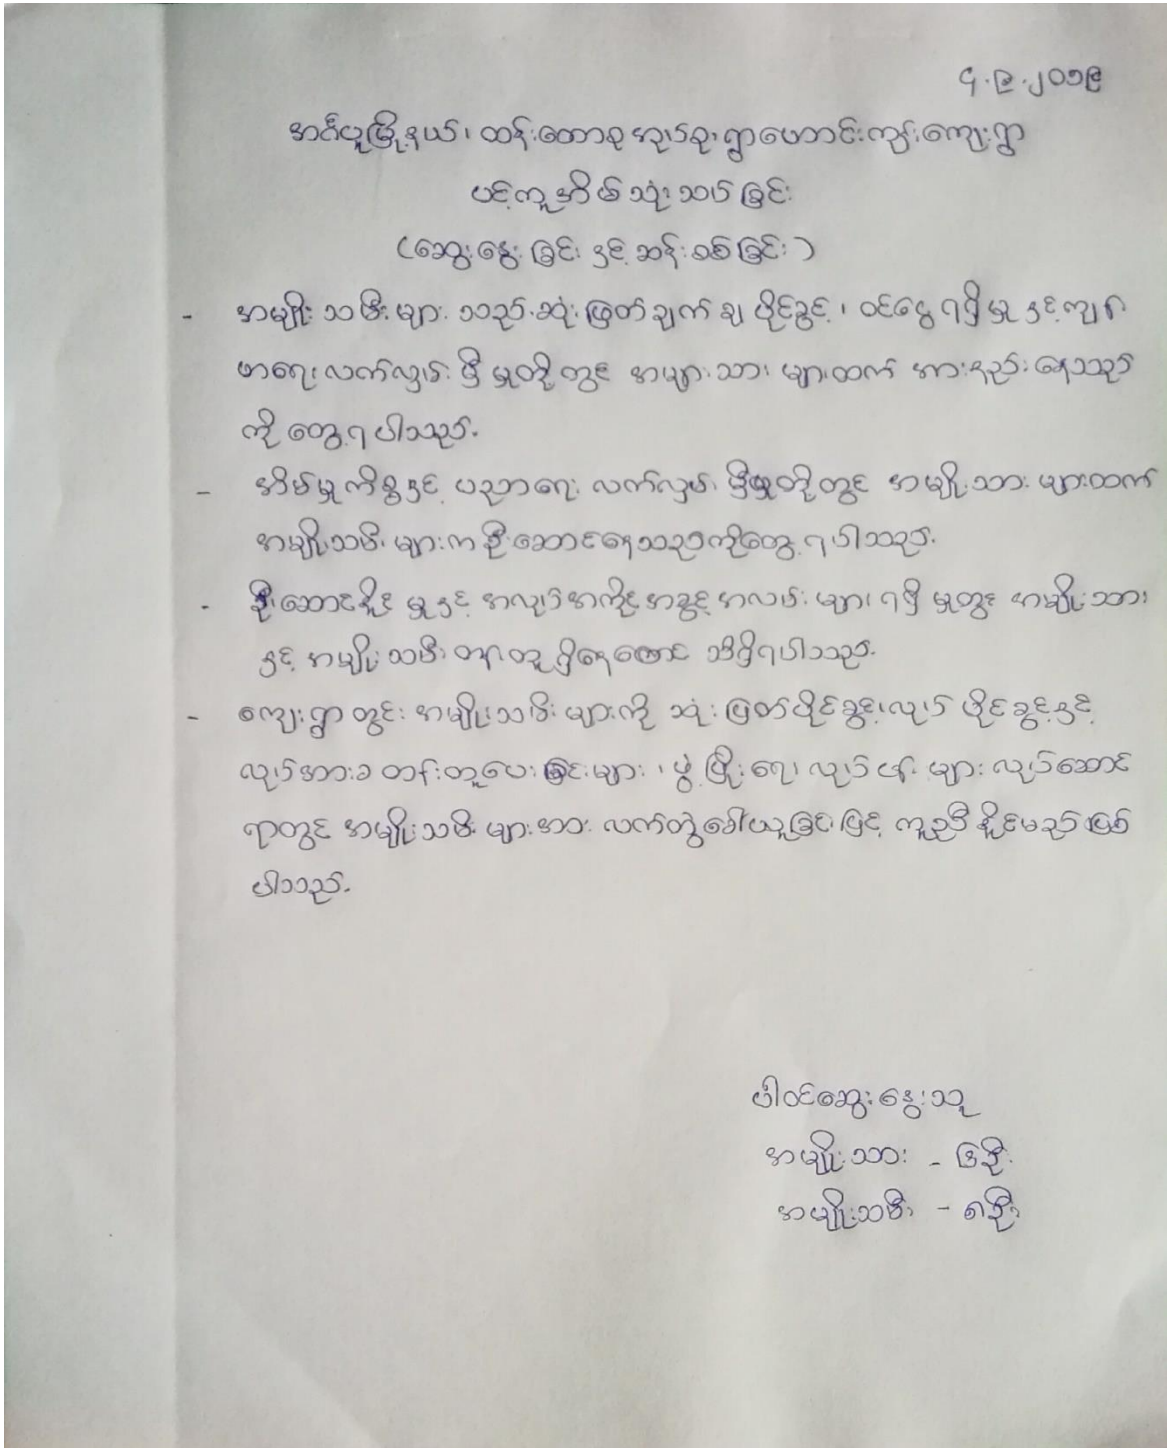 ၄.၉.၂၀၁၉
အင်္ဂပူမြို့နယ်၊ ထန်းတောစု အုပ်စု၊ ရွာဟောင်းကျွန်းကျေးရွာ
ပင့်ကူအိမ် သုံးသပ်ခြင်း
(ဆွေးနွေးခြင်း နှင့် ဆန်းစစ်ခြင်း)
- အမျိုးသမီးများ သည် ဆုံးဖြတ်ချက်ချ ပိုင်ခွင့်၊ ဝင်ငွေ ရရှိမှု နှင့် ကျန်း
မာရေး လက်လှမ်း မှီမှုတို့တွင် အမျာသား များထက် အားနည်းနေသည်
ကို တွေ့ရပါသည်.
- အိမ်မှုကိစ္စနှင့် ပညာရေး လက်လှမ်း မှီမှုတို့တွင် အမျိုးသား များထက်
အမျိုးသမီး များက ဦးဆောင်နေသည်ကိုတွေ့ရပါသည်.
- ဦးဆောင်နိုင်မှုနှင့် အလုပ်အကိုင်အခွင့်အလမ်းများ ရရှိမှုတွင် အမျိုးသား
နှင့် အမျိုးသမီး တန်းတူရှိနေကြောင်း သိရှိရပါသည်.
- ကျေးရွာတွင်း အမျိုးသမီးများကို သုံးဖြတ်ပိုင်ခွင့်၊ လုပ်ပိုင်ခွင့်နှင့်
လုပ်အားခ တန်းတူပေးခြင်းများ၊ ဖွံ့ဖြိုးရေး လုပ်ငန်းများ လုပ်ဆောင်
ရာတွင် အမျိုးသမီးများအား လက်တွဲခေါ်ယူခြင်းဖြင့် ကူညီနိုင်မည်ဖြစ်
ပါသည်.
ပါဝင်ဆွေးနွေးသူ
အမျိုးသား - ၆ဦး
အမျိုးသမီး - ၈ဦး